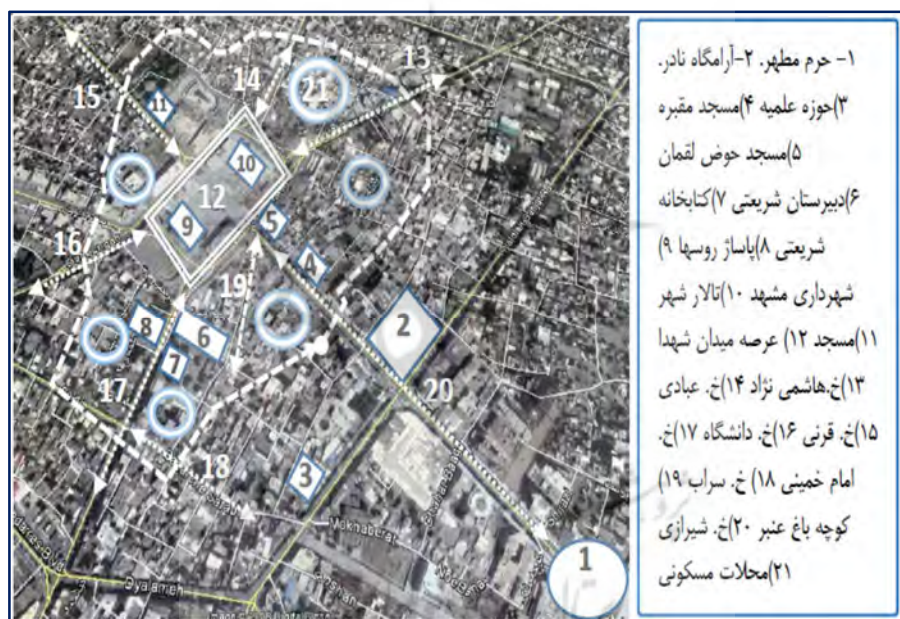 ۱- حرم مطهر. ۲-آرامگاه نادر.
۳)حوزه علمیه ۴)مسجد مقبره
۵)مسجد حوض لقمان
۶)دبیرستان شریعتی ۷)کتابخانه
شریعتی ۸)پاساژ روسها ۹)
شهرداری مشهد ۱۰)تالار شهر
۱۱)مسجد ۱۲) عرصه میدان شهدا
۱۳)خ.هاشمی نژاد ۱۴)خ. عبادی
۱۵)خ. قرنی ۱۶)خ. دانشگاه ۱۷)خ.
امام خمینی ۱۸) خ. سراب ۱۹)
کوچه باغ عنبر ۲۰)خ. شیرازی
۲۱)محلات مسکونی
13
14
21
15
11
10
12
5
9
16
4
19
8
6
2
7
17
20
18
3
Mokhaberat
1